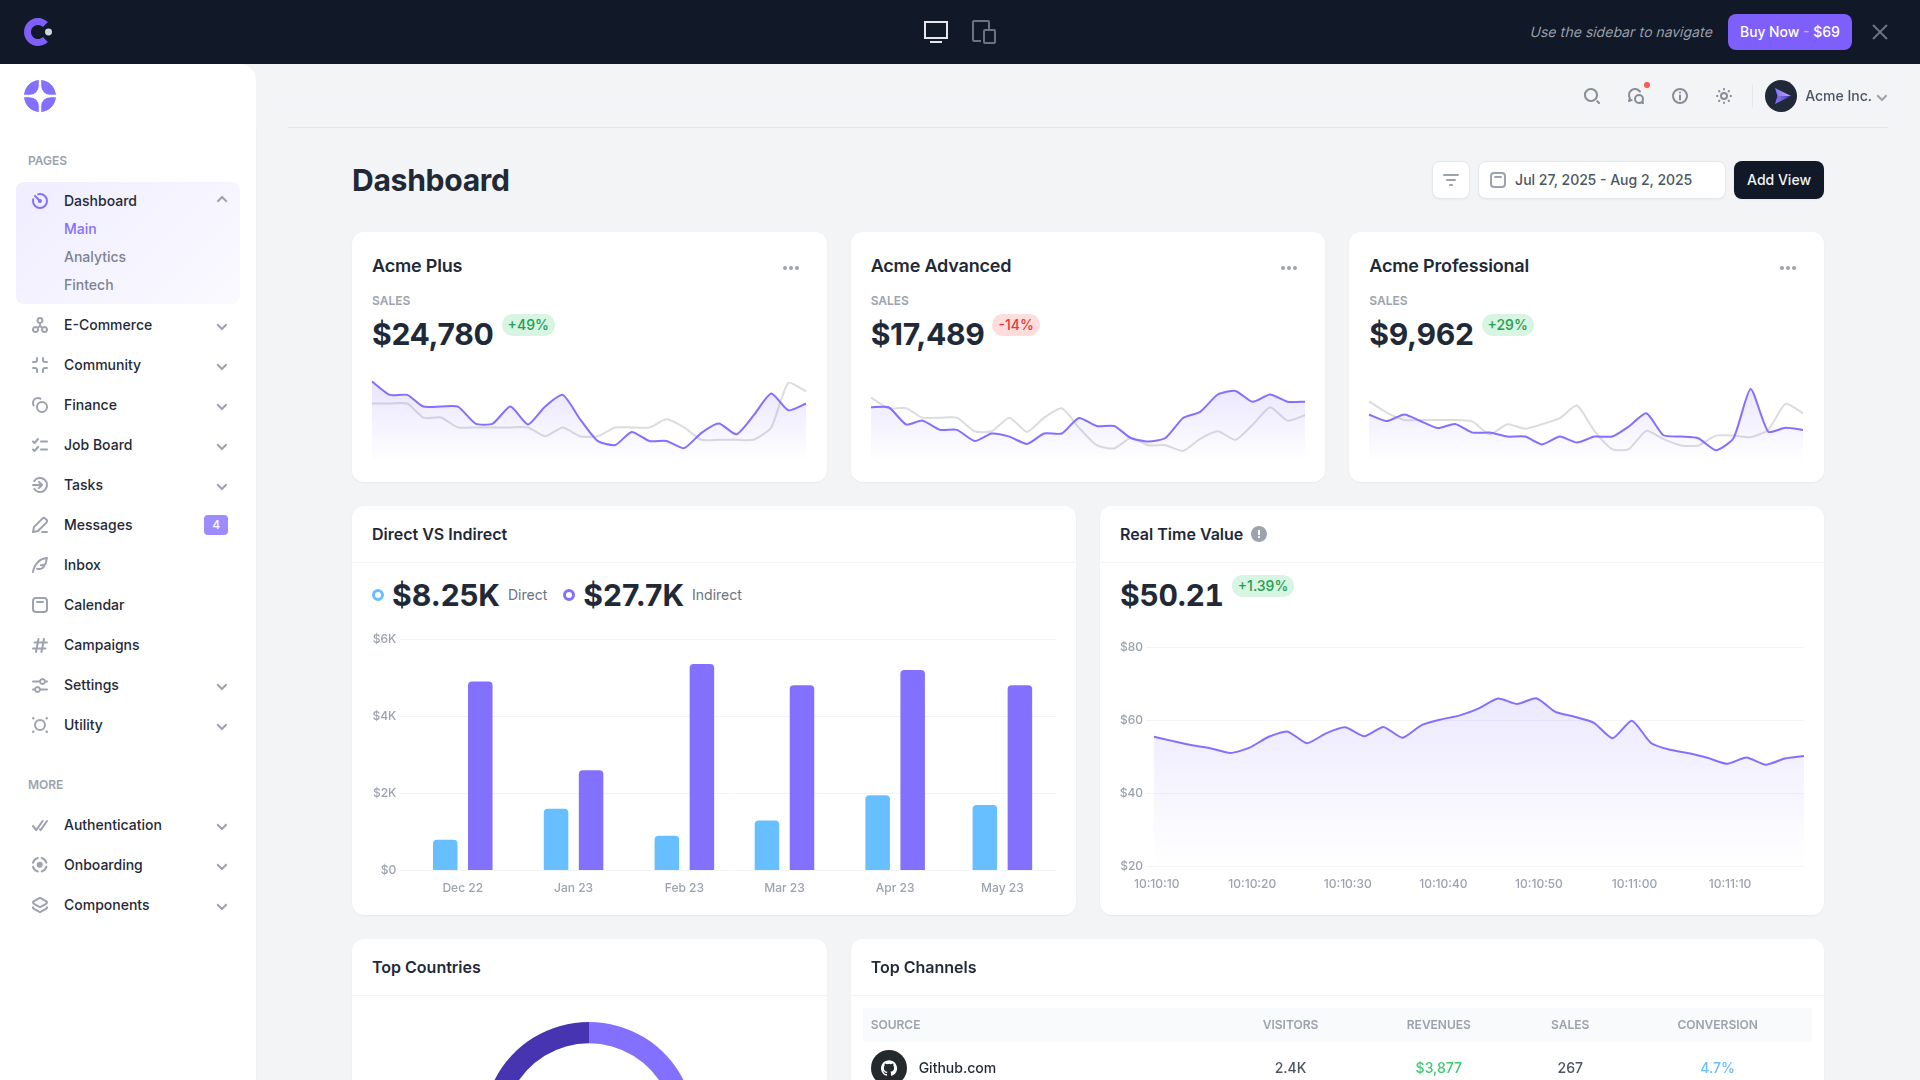 Use the sidebar to navigate
Buy Now - $69
Acme Inc.
PAGES
Dashboard
Main
Analytics
Fintech
E-Commerce
Community
Finance
Job Board
Tasks
Messages 4
Inbox
Calendar
Campaigns
Settings
Utility
MORE
Authentication
Onboarding
Components
Dashboard
Jul 27, 2025 - Aug 2, 2025
Add View
Acme Plus
SALES
$24,780 +49%
Acme Advanced
SALES
$17,489 -14%
Acme Professional
SALES
$9,962 +29%
Direct VS Indirect
$8.25K Direct $27.7K Indirect
$6K
$4K
$2K
$0
Dec 22 Jan 23 Feb 23 Mar 23 Apr 23 May 23
Real Time Value
$50.21 +1.39%
$80
$60
$40
$20
10:10:10 10:10:20 10:10:30 10:10:40 10:10:50 10:11:00 10:11:10
Top Countries
Top Channels
SOURCE VISITORS REVENUES SALES CONVERSION
Github.com 2.4K $3,877 267 4.7%